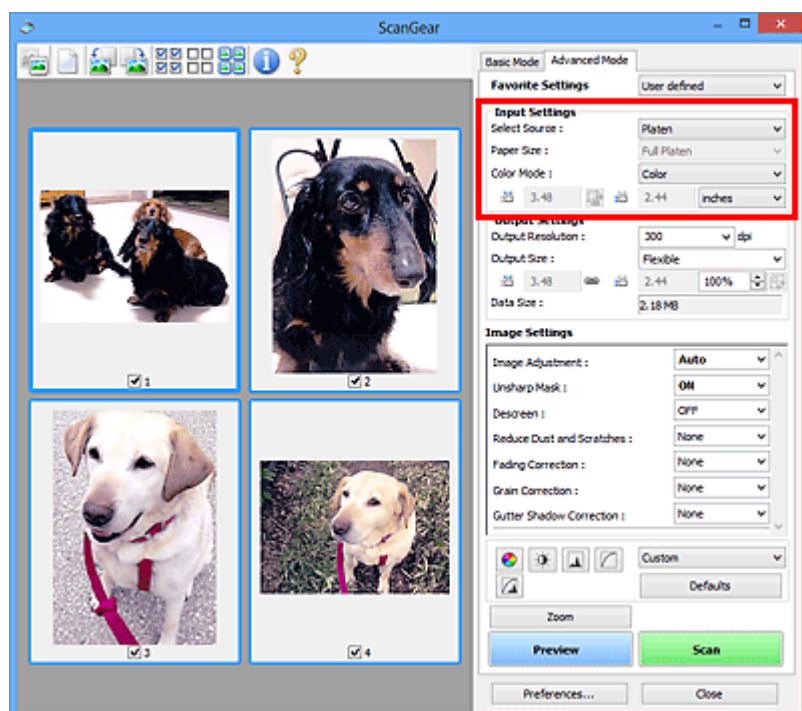 ScanGear
Basic Mode Advanced Mode
Favorite Settings User defined
Input Settings
Select Source : Platen
Paper Size : Full Platen
Color Mode : Color
3.48 2.44 inches
Output Settings
Output Resolution : 300 dpi
Output Size : Flexible
3.48 2.44 100%
Data Size : 2.18 MB
Image Settings
Image Adjustment : Auto
Unsharp Mask : ON
Descreen : OFF
Reduce Dust and Scratches : None
Fading Correction : None
Grain Correction : None
Gutter Shadow Correction : None
Custom
Defaults
Zoom
Preview Scan
Preferences... Close
1
2
3
4